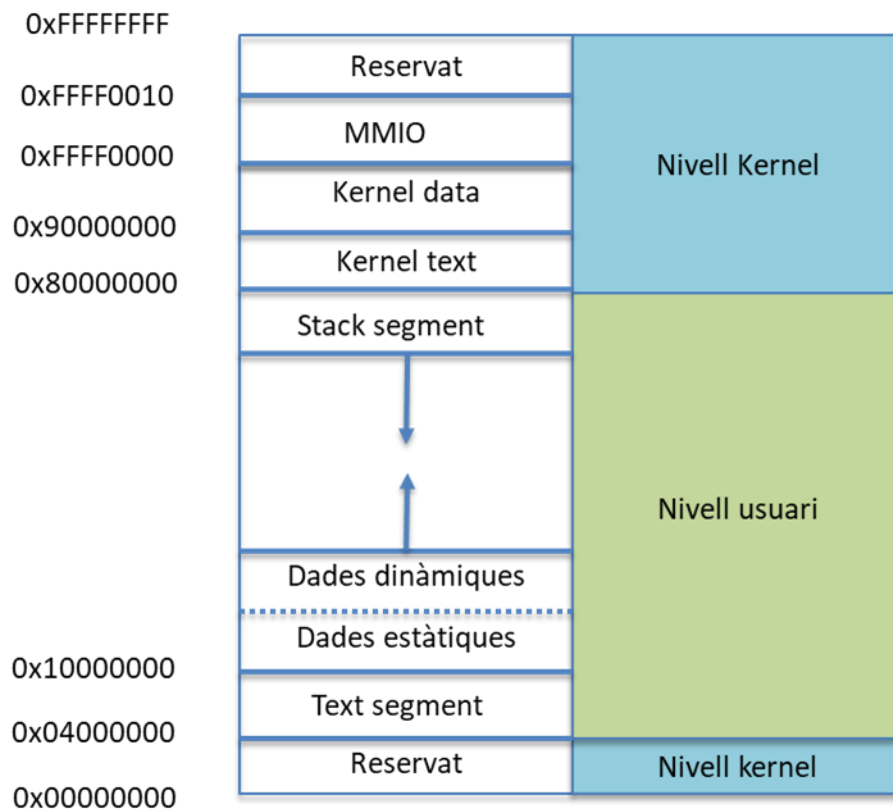 0xFFFFFFFF
Reservat
0xFFFF0010
MMIO
0xFFFF0000
Nivell Kernel
Kernel data
0x90000000
Kernel text
0x80000000
Stack segment
Nivell usuari
Dades dinàmiques
Dades estàtiques
0x10000000
Text segment
0x04000000
Reservat
Nivell kernel
0x00000000